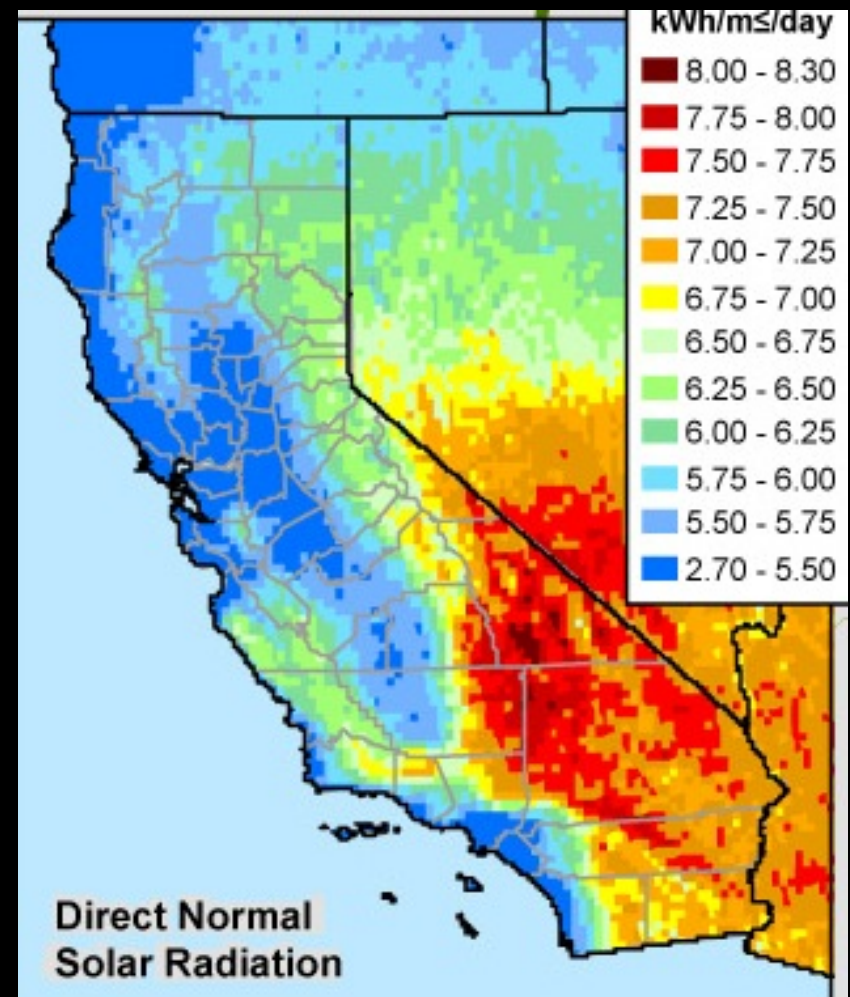 kWh/m≤/day
8.00 - 8.30
7.75 - 8.00
7.50 - 7.75
7.25 - 7.50
7.00 - 7.25
6.75 - 7.00
6.50 - 6.75
6.25 - 6.50
6.00 - 6.25
5.75 - 6.00
5.50 - 5.75
2.70 - 5.50
Direct Normal
Solar Radiation